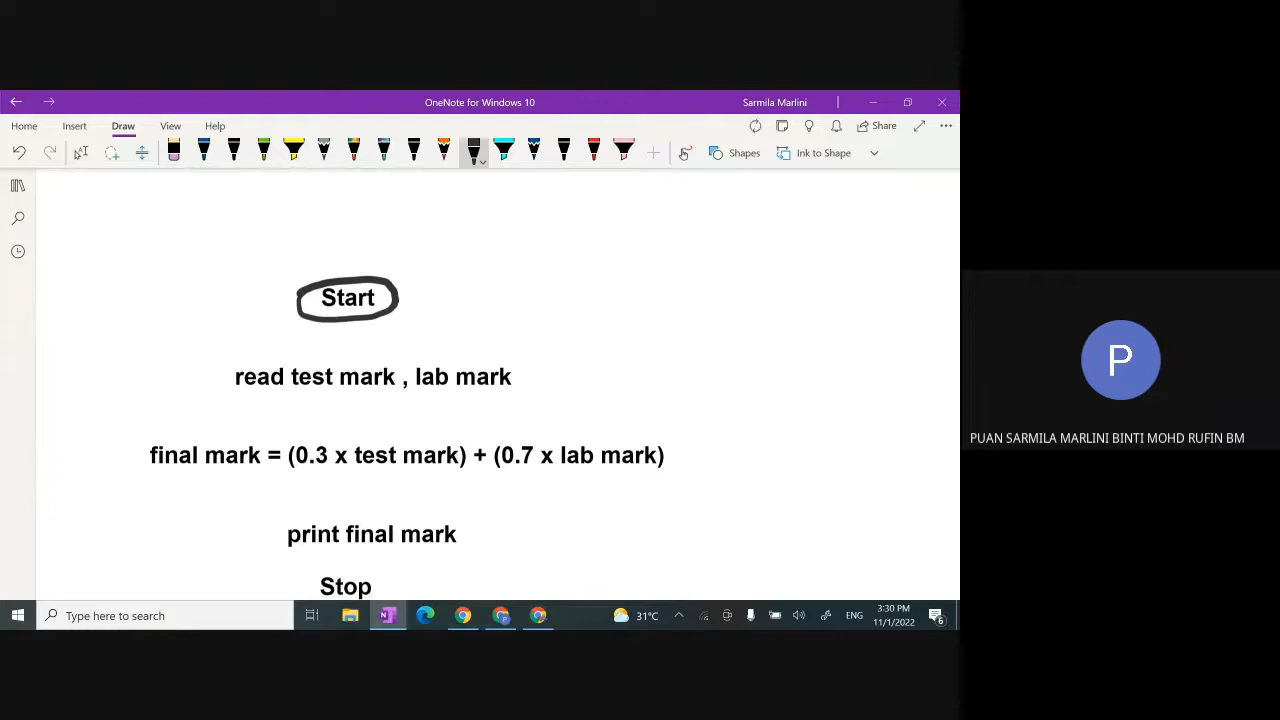 OneNote for Windows 10
Sarmila Marlini
Home Insert Draw View Help
Share
Shapes Ink to Shape
Start
read test mark , lab mark
final mark = (0.3 x test mark) + (0.7 x lab mark)
print final mark
Stop
P
PUAN SARMILA MARLINI BINTI MOHD RUFIN BM
Type here to search
31°C
ENG
3:30 PM
11/1/2022
6